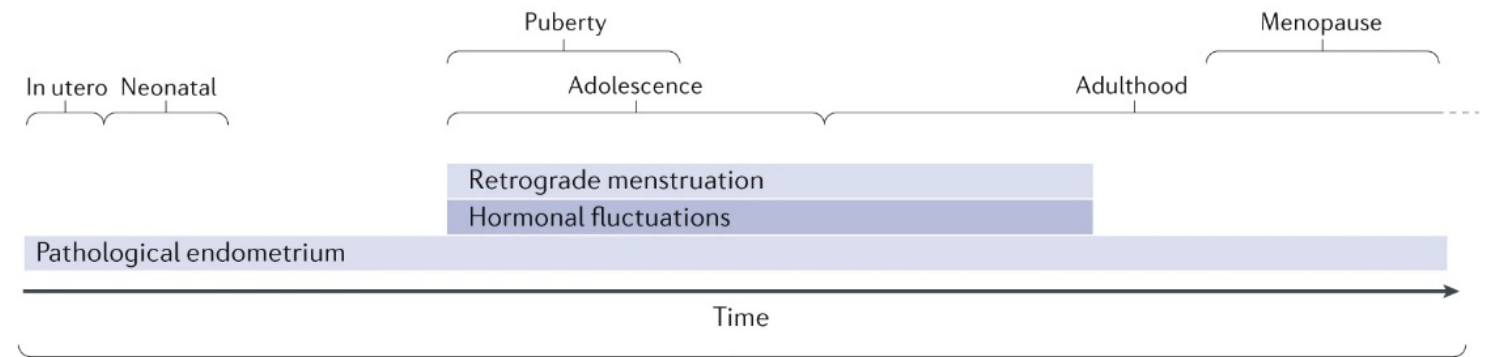 Puberty
Menopause
In utero
Neonatal
Adolescence
Adulthood
Retrograde menstruation
Hormonal fluctuations
Pathological endometrium
Time